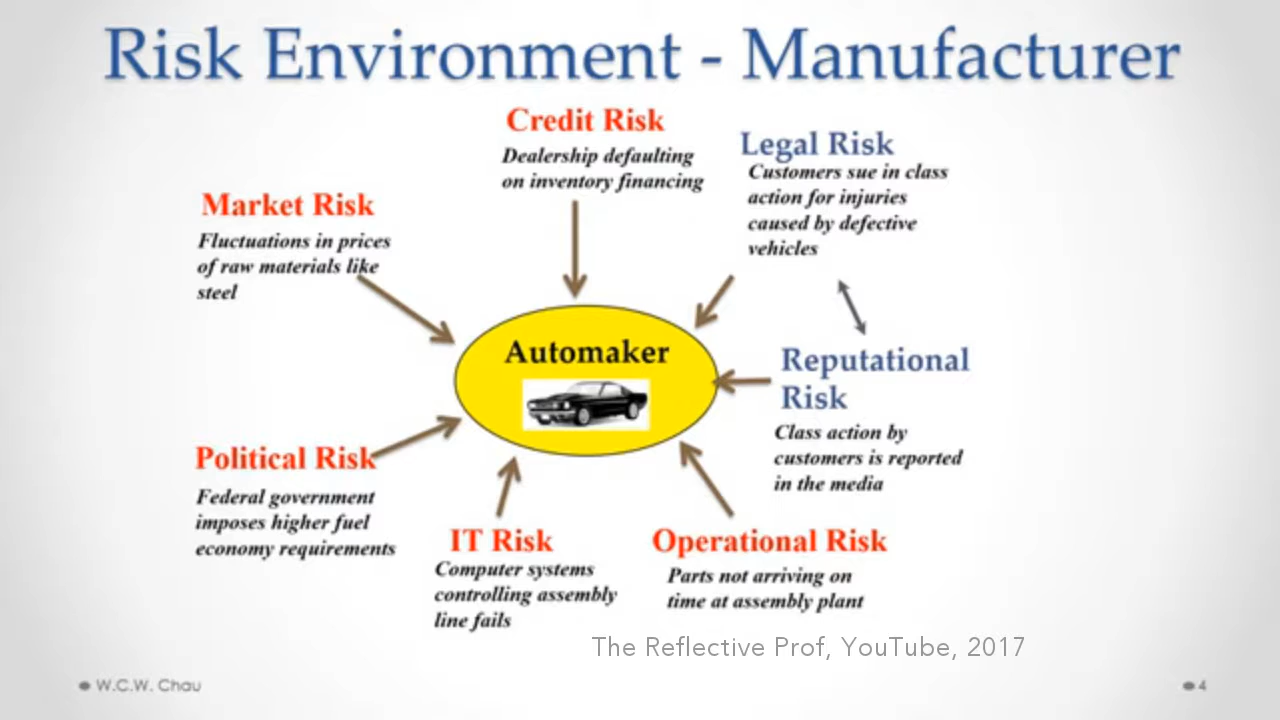 Risk Environment - Manufacturer
Credit Risk
Dealership defaulting
on inventory financing
Legal Risk
Customers sue in class
action for injuries
caused by defective
vehicles
Market Risk
Fluctuations in prices
of raw materials like
steel
Automaker
Reputational
Risk
Class action by
customers is reported
in the media
Political Risk
Federal government
imposes higher fuel
economy requirements
IT Risk
Computer systems
controlling assembly
line fails
Operational Risk
Parts not arriving on
time at assembly plant
The Reflective Prof, YouTube, 2017
W.C.W. Chau
4